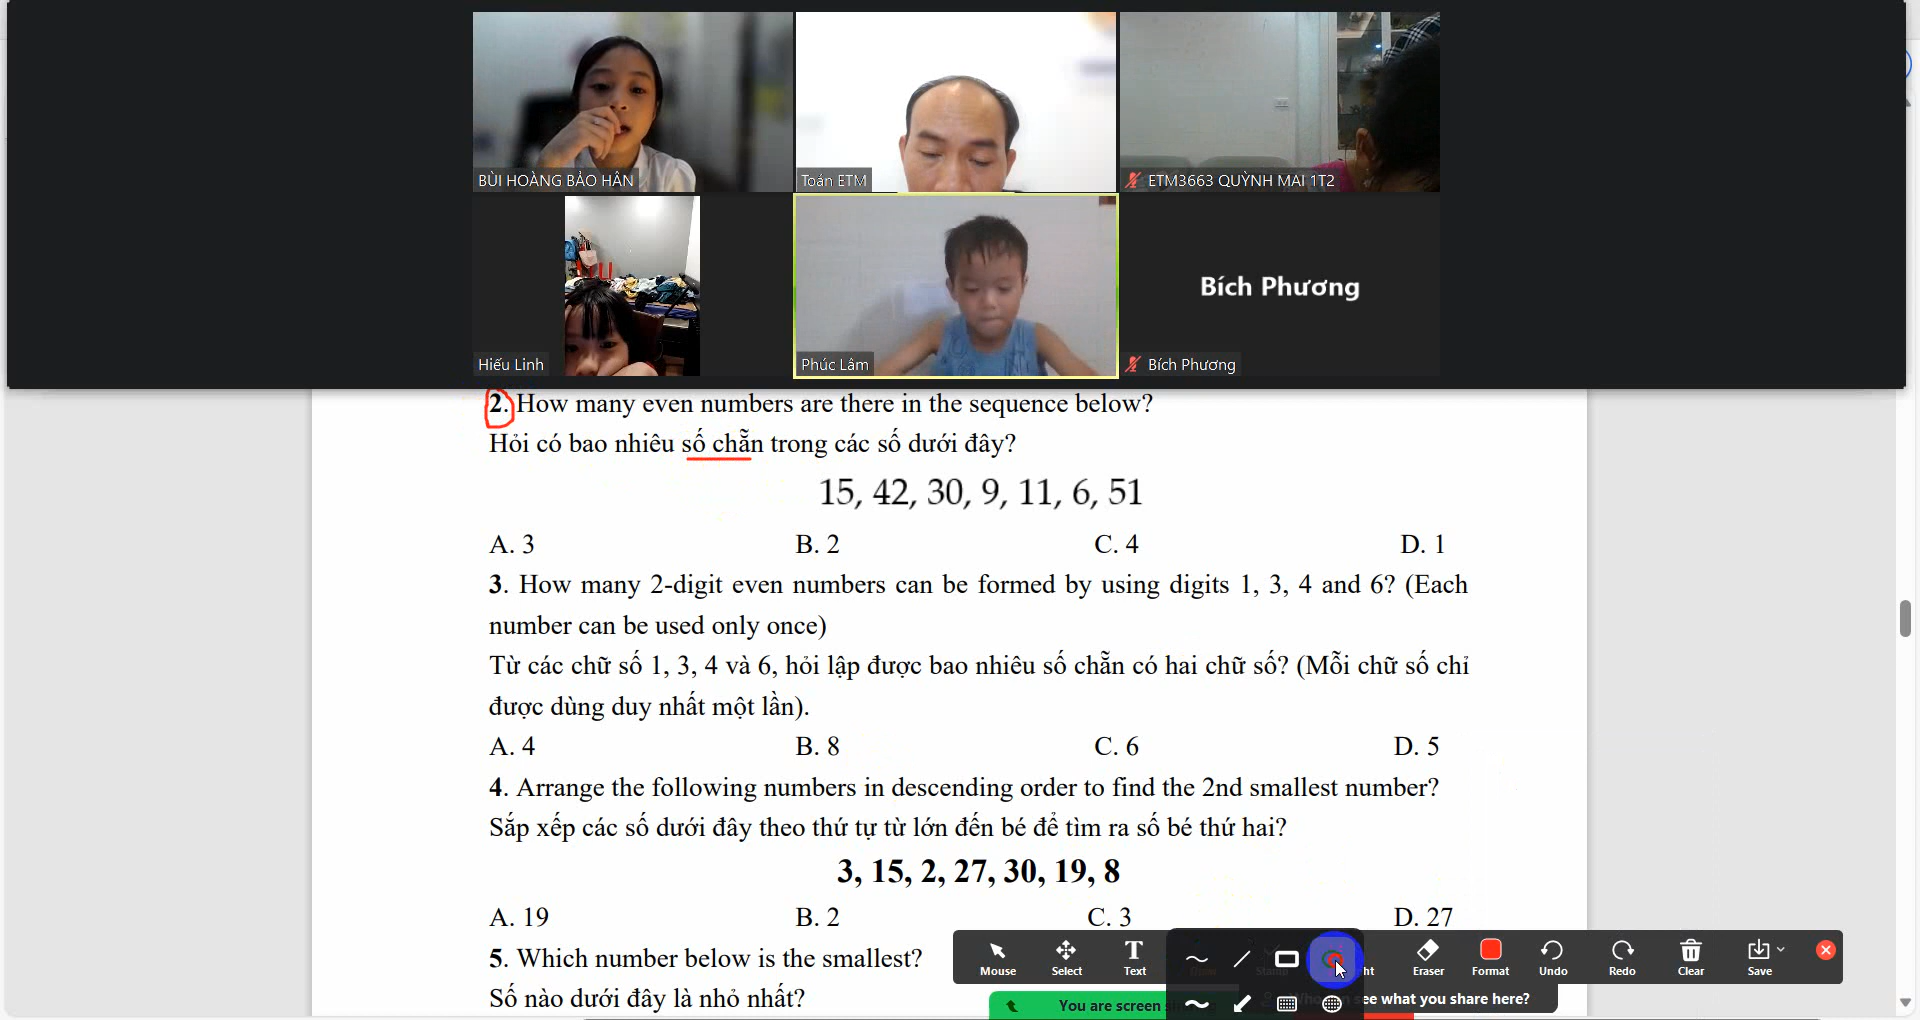 BÙI HOÀNG BẢO HÂN
Toán ETM
ETM3663 QUỲNH MAI 1T2
Hiếu Linh
Phúc Lâm
Bích Phương
Bích Phương
2. How many even numbers are there in the sequence below?
Hỏi có bao nhiêu số chẵn trong các số dưới đây?
15, 42, 30, 9, 11, 6, 51
A. 3 B. 2 C. 4 D. 1
3. How many 2-digit even numbers can be formed by using digits 1, 3, 4 and 6? (Each
number can be used only once)
Từ các chữ số 1, 3, 4 và 6, hỏi lập được bao nhiêu số chẵn có hai chữ số? (Mỗi chữ số chỉ
được dùng duy nhất một lần).
A. 4 B. 8 C. 6 D. 5
4. Arrange the following numbers in descending order to find the 2nd smallest number?
Sắp xếp các số dưới đây theo thứ tự từ lớn đến bé để tìm ra số bé thứ hai?
3, 15, 2, 27, 30, 19, 8
A. 19 B. 2 C. 3 D. 27
5. Which number below is the smallest?
Số nào dưới đây là nhỏ nhất?
Mouse Select Text Eraser Format Undo Redo Clear Save
You are screen see what you share here?